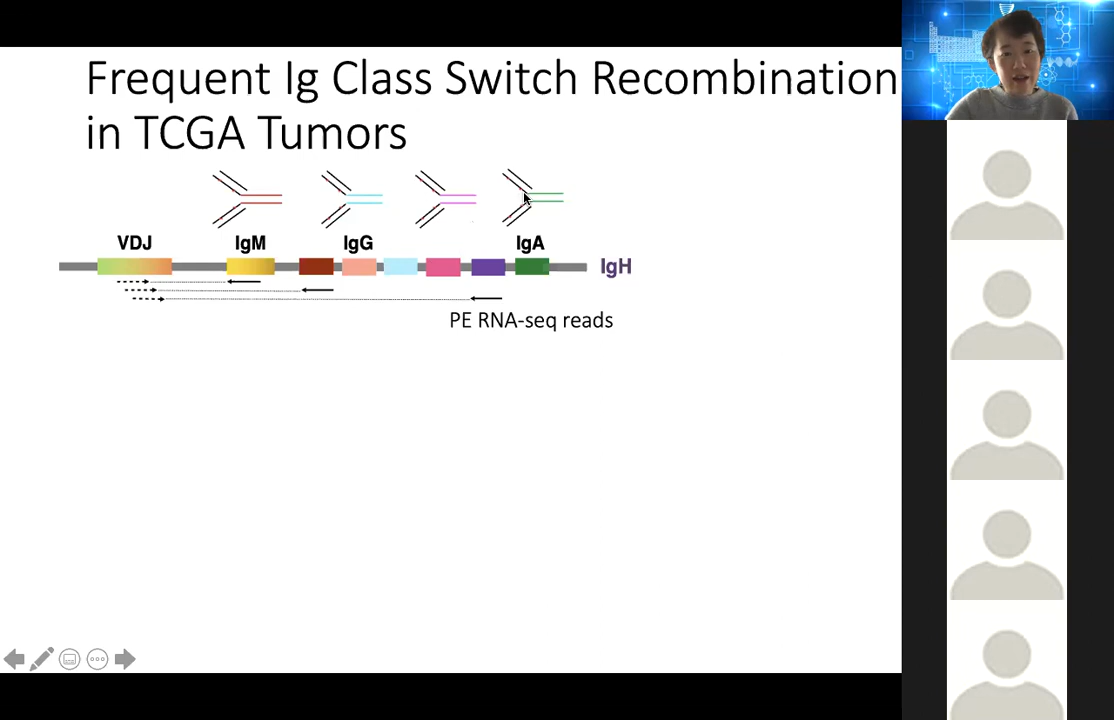 Frequent Ig Class Switch Recombination
in TCGA Tumors
VDJ IgM IgG IgA
IgH
PE RNA-seq reads